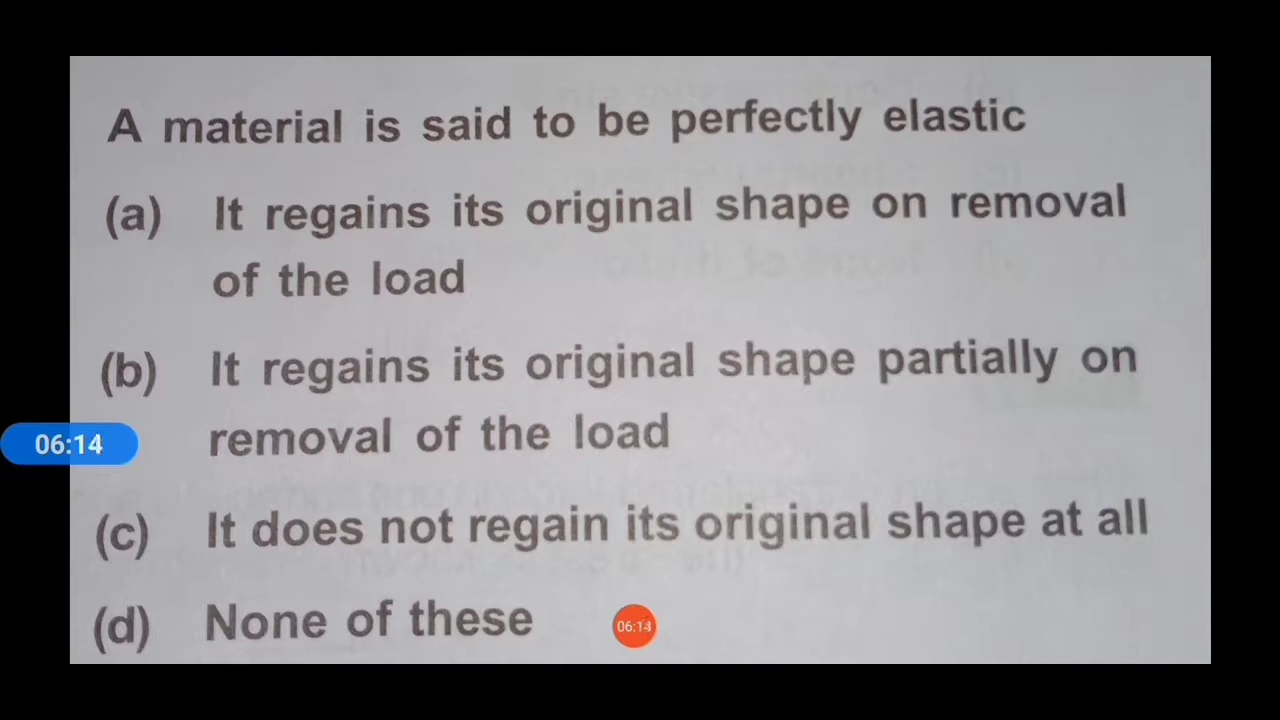 A material is said to be perfectly elastic
(a) It regains its original shape on removal
of the load
(b) It regains its original shape partially on
removal of the load
06:14
(c) It does not regain its original shape at all
(d) None of these
06:14